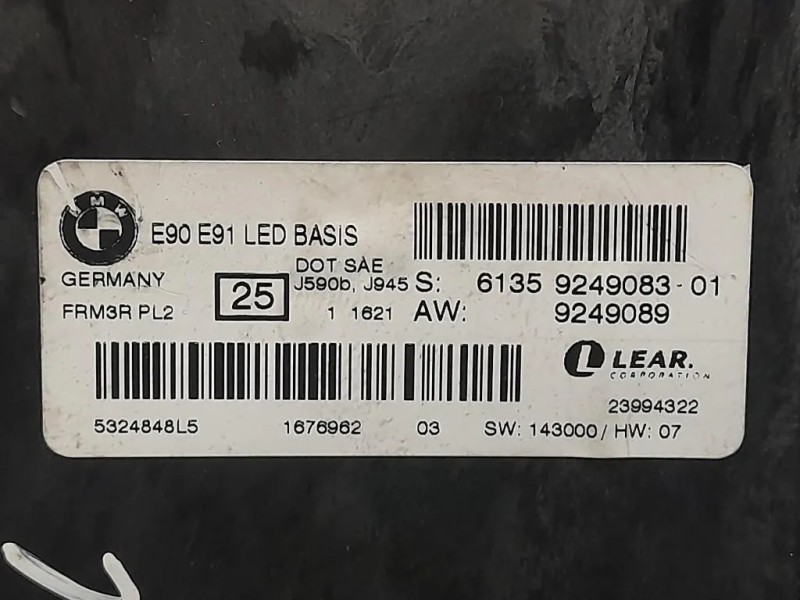 BMW
E90 E91 LED BASIS
GERMANY
FRM3R PL2
25
DOT SAE
J590b, J945
1 1621
S: 6135 9249083-01
AW: 9249089
LEAR.
CORPORATION
23994322
5324848L5 1676962 03 SW: 143000/HW: 07